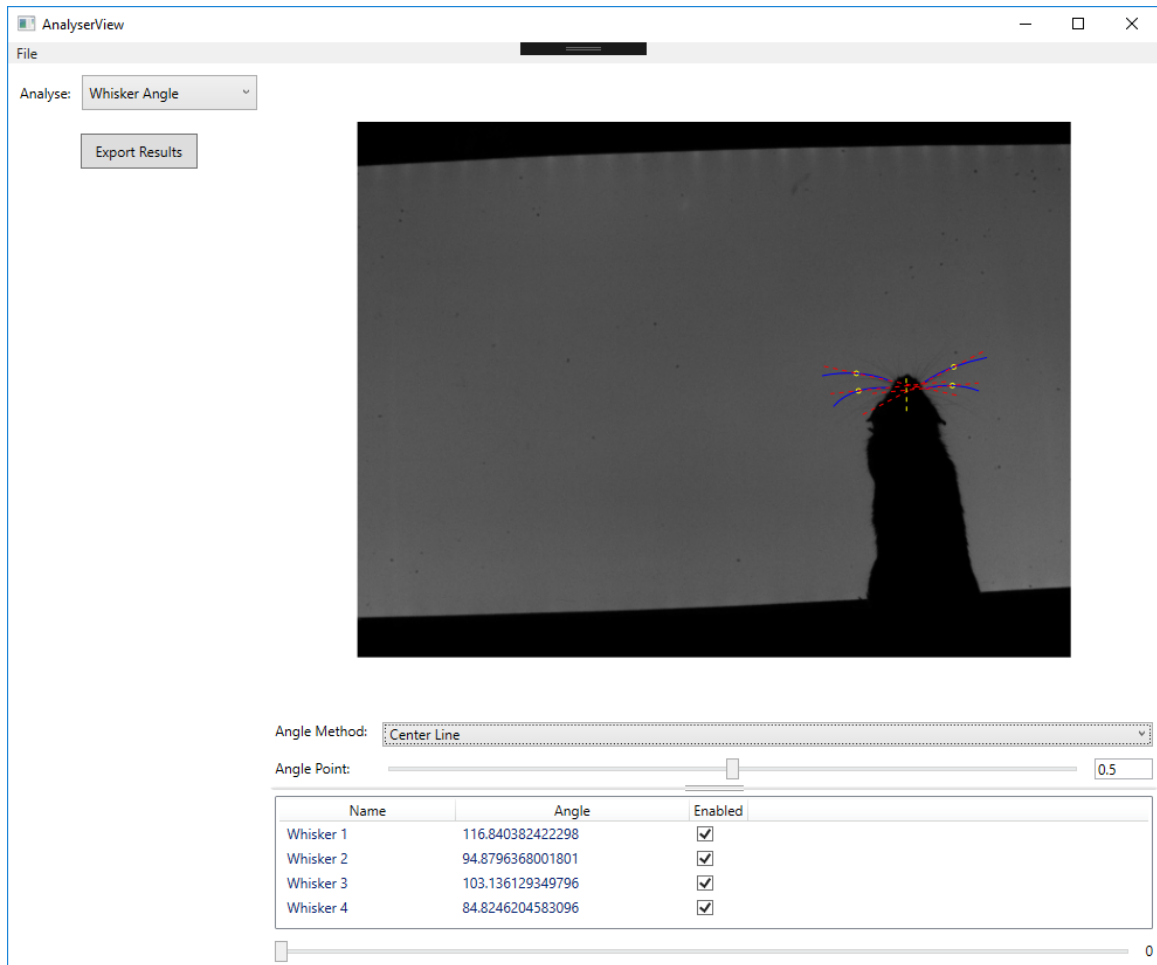 AnalyserView
File
Analyse: Whisker Angle
Export Results
Angle Method: Center Line
Angle Point: 0.5
Name Angle Enabled
Whisker 1 116.840382422298
Whisker 2 94.8796368001801
Whisker 3 103.136129349796
Whisker 4 84.8246204583096
0